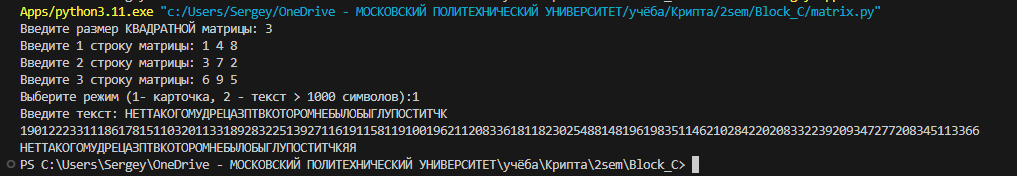 Apps/python3.11.exe "c:/Users/Sergey/OneDrive - МОСКОВСКИЙ ПОЛИТЕХНИЧЕСКИЙ УНИВЕРСИТЕТ/учёба/Крипта/2sem/Block_C/matrix.py"
Введите размер КВАДРАТНОЙ матрицы: 3
Введите 1 строку матрицы: 1 4 8
Введите 2 строку матрицы: 3 7 2
Введите 3 строку матрицы: 6 9 5
Выберите режим (1- карточка, 2 - текст > 1000 символов):1
Введите текст: НЕТТАКОГОМУДРЕЦАЗПТВКОТОРОМНЕБЫЛОБЫГЛУПОСТИТЧК
19012223311186178151103201133189283225139271161911581191001962112083361811823025488148196198351146210284220208332239209347277208345113366
НЕТТАКОГОМУДРЕЦАЗПТВКОТОРОМНЕБЫЛОБЫГЛУПОСТИТЧКЯЯ
PS C:\Users\Sergey\OneDrive - МОСКОВСКИЙ ПОЛИТЕХНИЧЕСКИЙ УНИВЕРСИТЕТ\учёба\Крипта\2sem\Block_C>